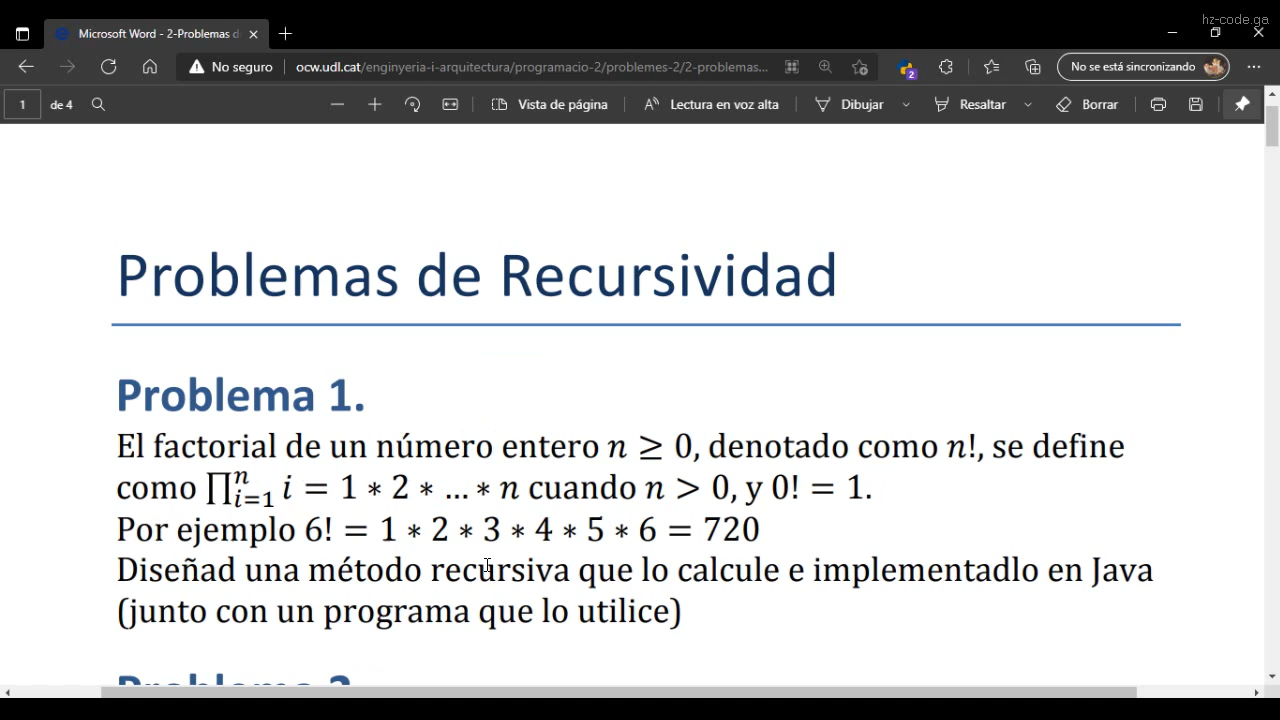 hz-code.ga
Microsoft Word - 2-Problemas d
No seguro
ocw.udl.cat/enginyeria-i-arquitectura/programacio-2/problemes-2/2-problemas...
2
No se está sincronizando
1 de 4
Vista de página
Lectura en voz alta
Dibujar
Resaltar
Borrar
Problemas de Recursividad
Problema 1.
El factorial de un número entero n ≥ 0, denotado como n!, se define
como ∏ⁿᵢ₌₁ i = 1 ∗ 2 ∗ … ∗ n cuando n > 0, y 0! = 1.
Por ejemplo 6! = 1 ∗ 2 ∗ 3 ∗ 4 ∗ 5 ∗ 6 = 720
Diseñad una método recursiva que lo calcule e implementadlo en Java
(junto con un programa que lo utilice)